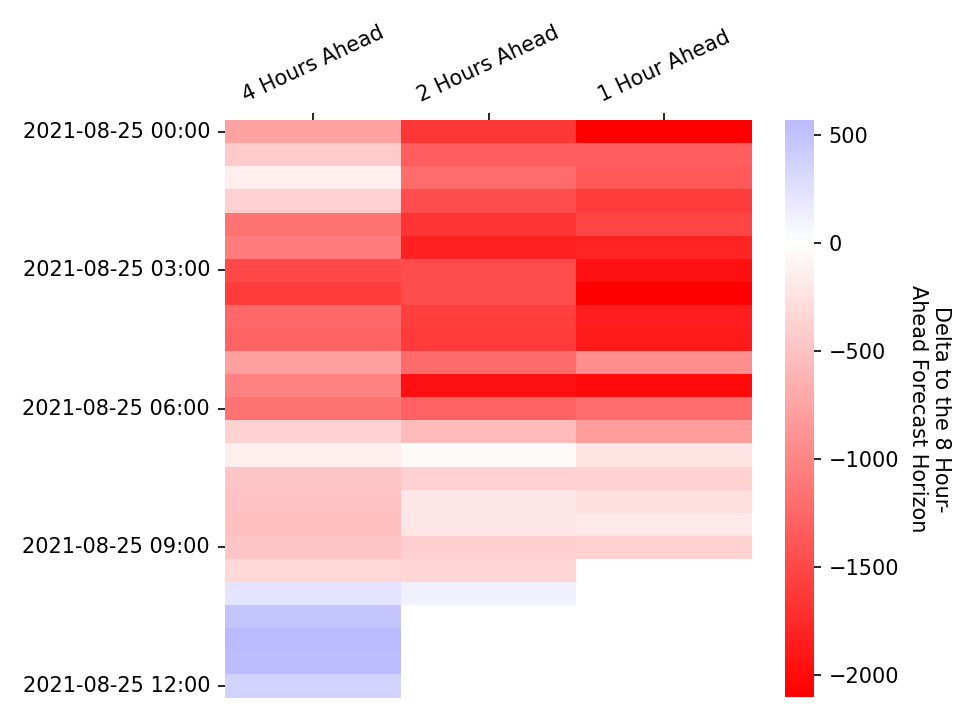 4 Hours Ahead
2 Hours Ahead
1 Hour Ahead
2021-08-25 00:00
2021-08-25 03:00
2021-08-25 06:00
2021-08-25 09:00
2021-08-25 12:00
500
0
−500
−1000
−1500
−2000
Delta to the 8 Hour-
Ahead Forecast Horizon